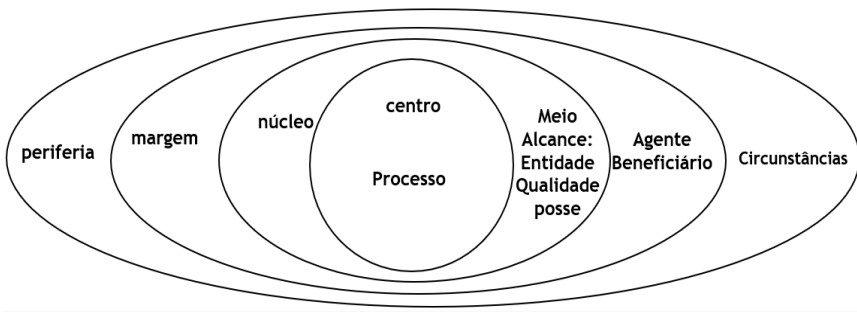 periferia
margem
núcleo
centro
Processo
Meio
Alcance:
Entidade
Qualidade
posse
Agente
Beneficiário
Circunstâncias